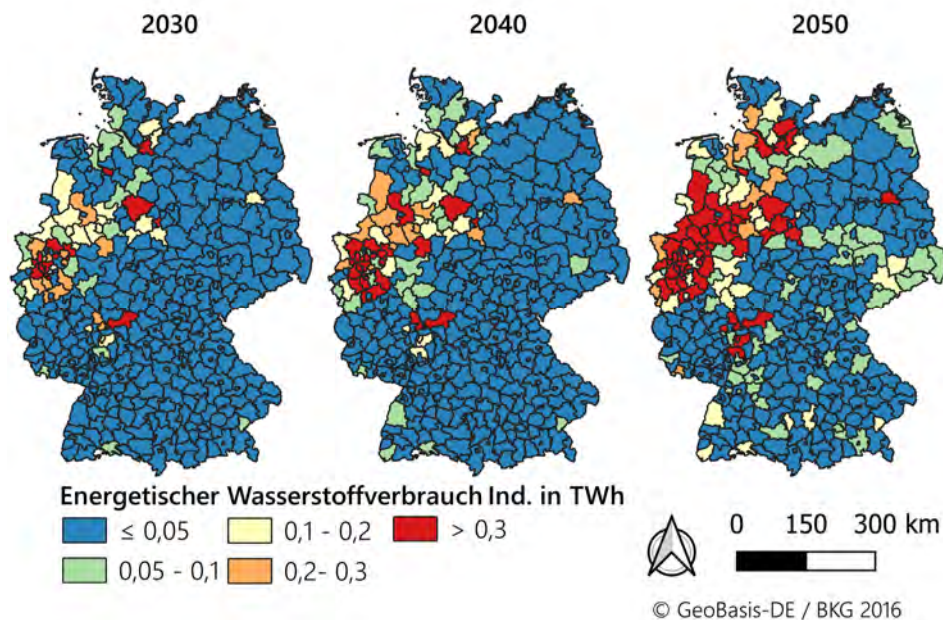 2030 2040 2050
Energetischer Wasserstoffverbrauch Ind. in TWh
≤ 0,05 0,1 - 0,2 > 0,3
0,05 - 0,1 0,2- 0,3
0 150 300 km
© GeoBasis-DE / BKG 2016